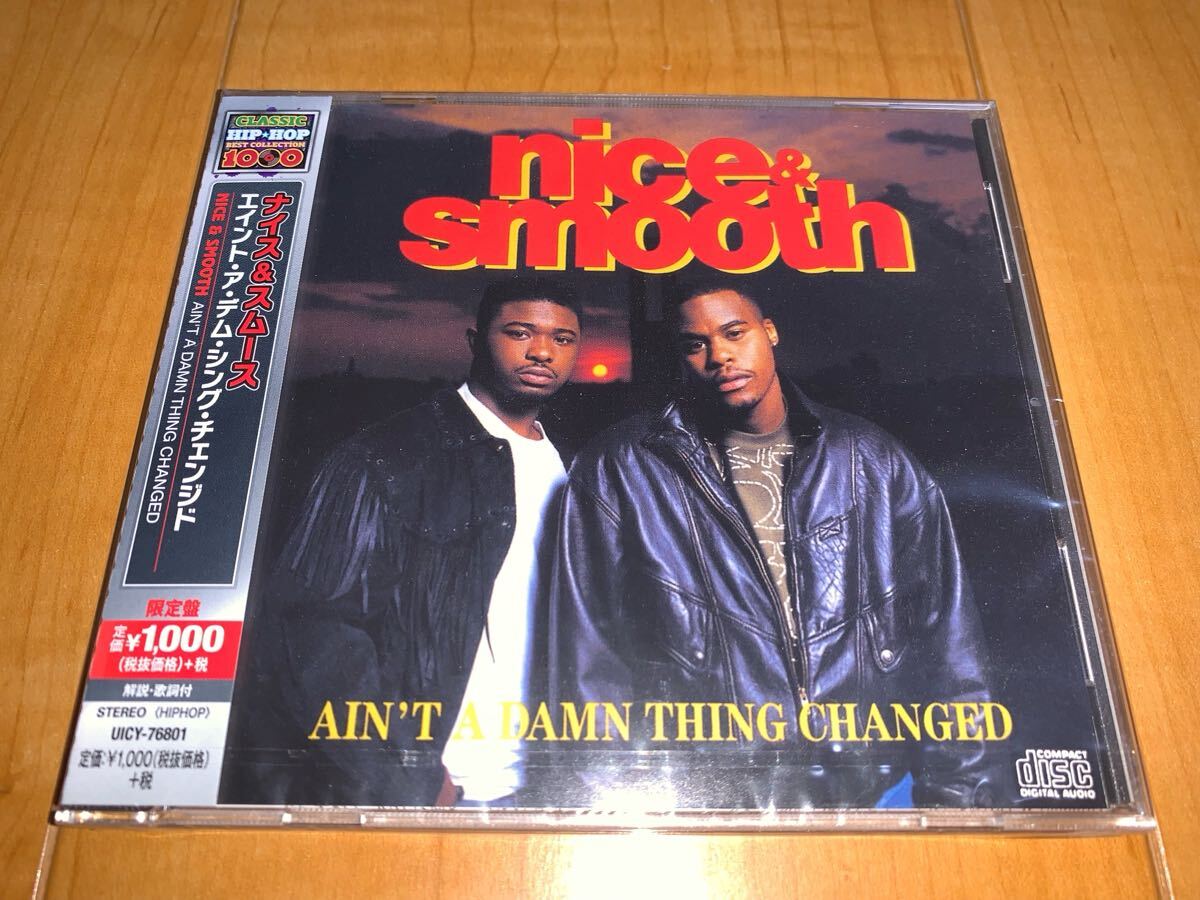 CLASSIC
HIP★HOP
BEST COLLECTION
1000
ナイス&スムース
エイント・ア・デム・シング・チェンジド
NICE & SMOOTH AIN'T A DAMN THING CHANGED
限定盤
定価¥1,000
(税抜価格)+税
解説・歌詞付
STEREO〈HIPHOP〉
UICY-76801
定価:¥1,000(税抜価格)
+税
nice &
smooth
AIN'T A DAMN THING CHANGED
COMPACT
disc
DIGITAL AUDIO